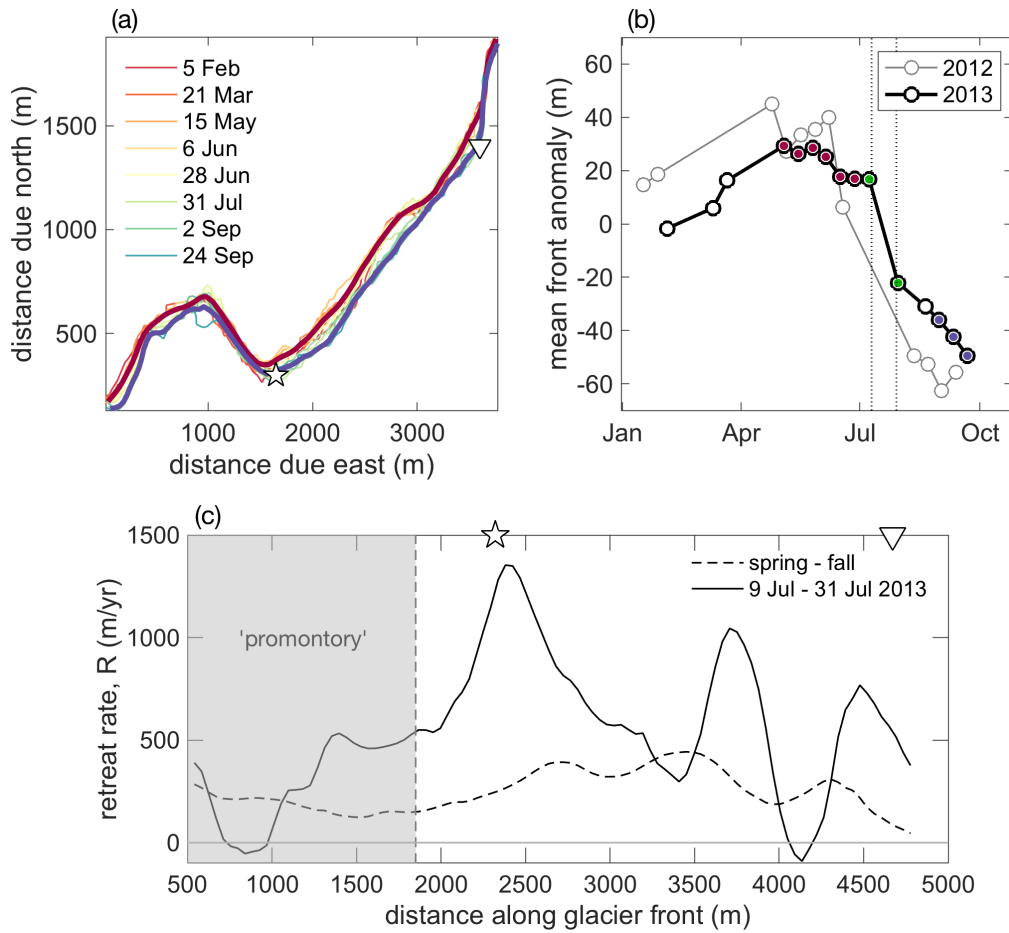 (a)
distance due north (m)
1500
1000
500
5 Feb
21 Mar
15 May
6 Jun
28 Jun
31 Jul
2 Sep
24 Sep
1000 2000 3000
distance due east (m)
(b)
mean front anomaly (m)
60
40
20
0
-20
-40
-60
2012
2013
Jan Apr Jul Oct
(c)
retreat rate, R (m/yr)
1500
1000
500
0
'promontory'
spring - fall
9 Jul - 31 Jul 2013
500 1000 1500 2000 2500 3000 3500 4000 4500 5000
distance along glacier front (m)